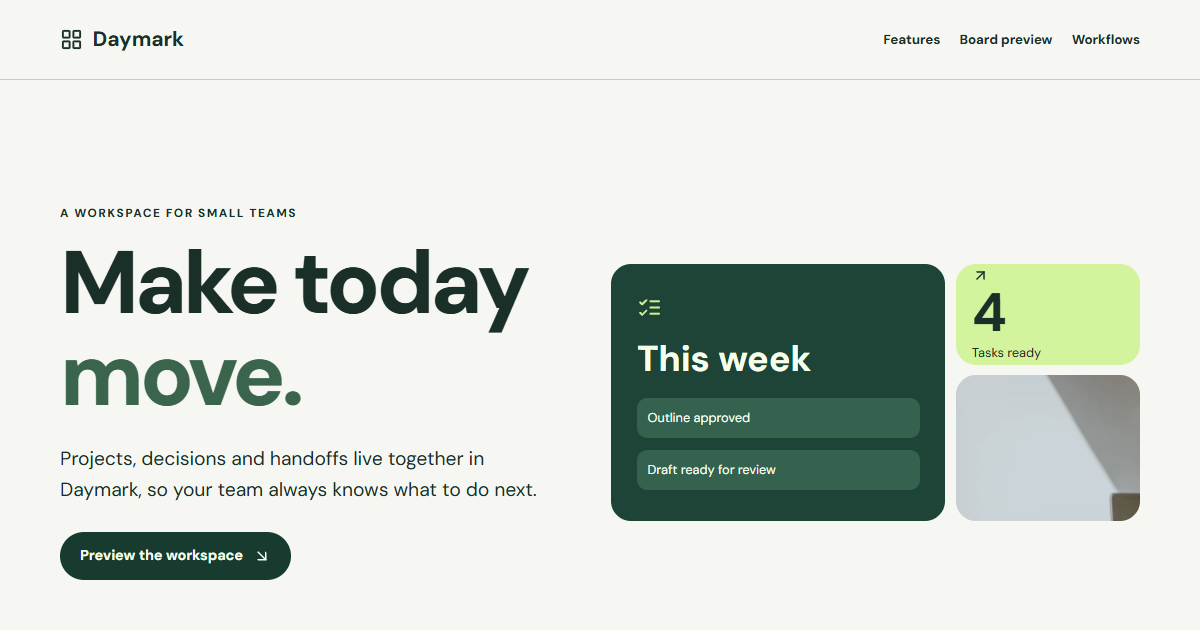 Daymark
Features
Board preview
Workflows
A WORKSPACE FOR SMALL TEAMS
Make today
move.
Projects, decisions and handoffs live together in
Daymark, so your team always knows what to do next.
Preview the workspace
This week
Outline approved
Draft ready for review
4
Tasks ready